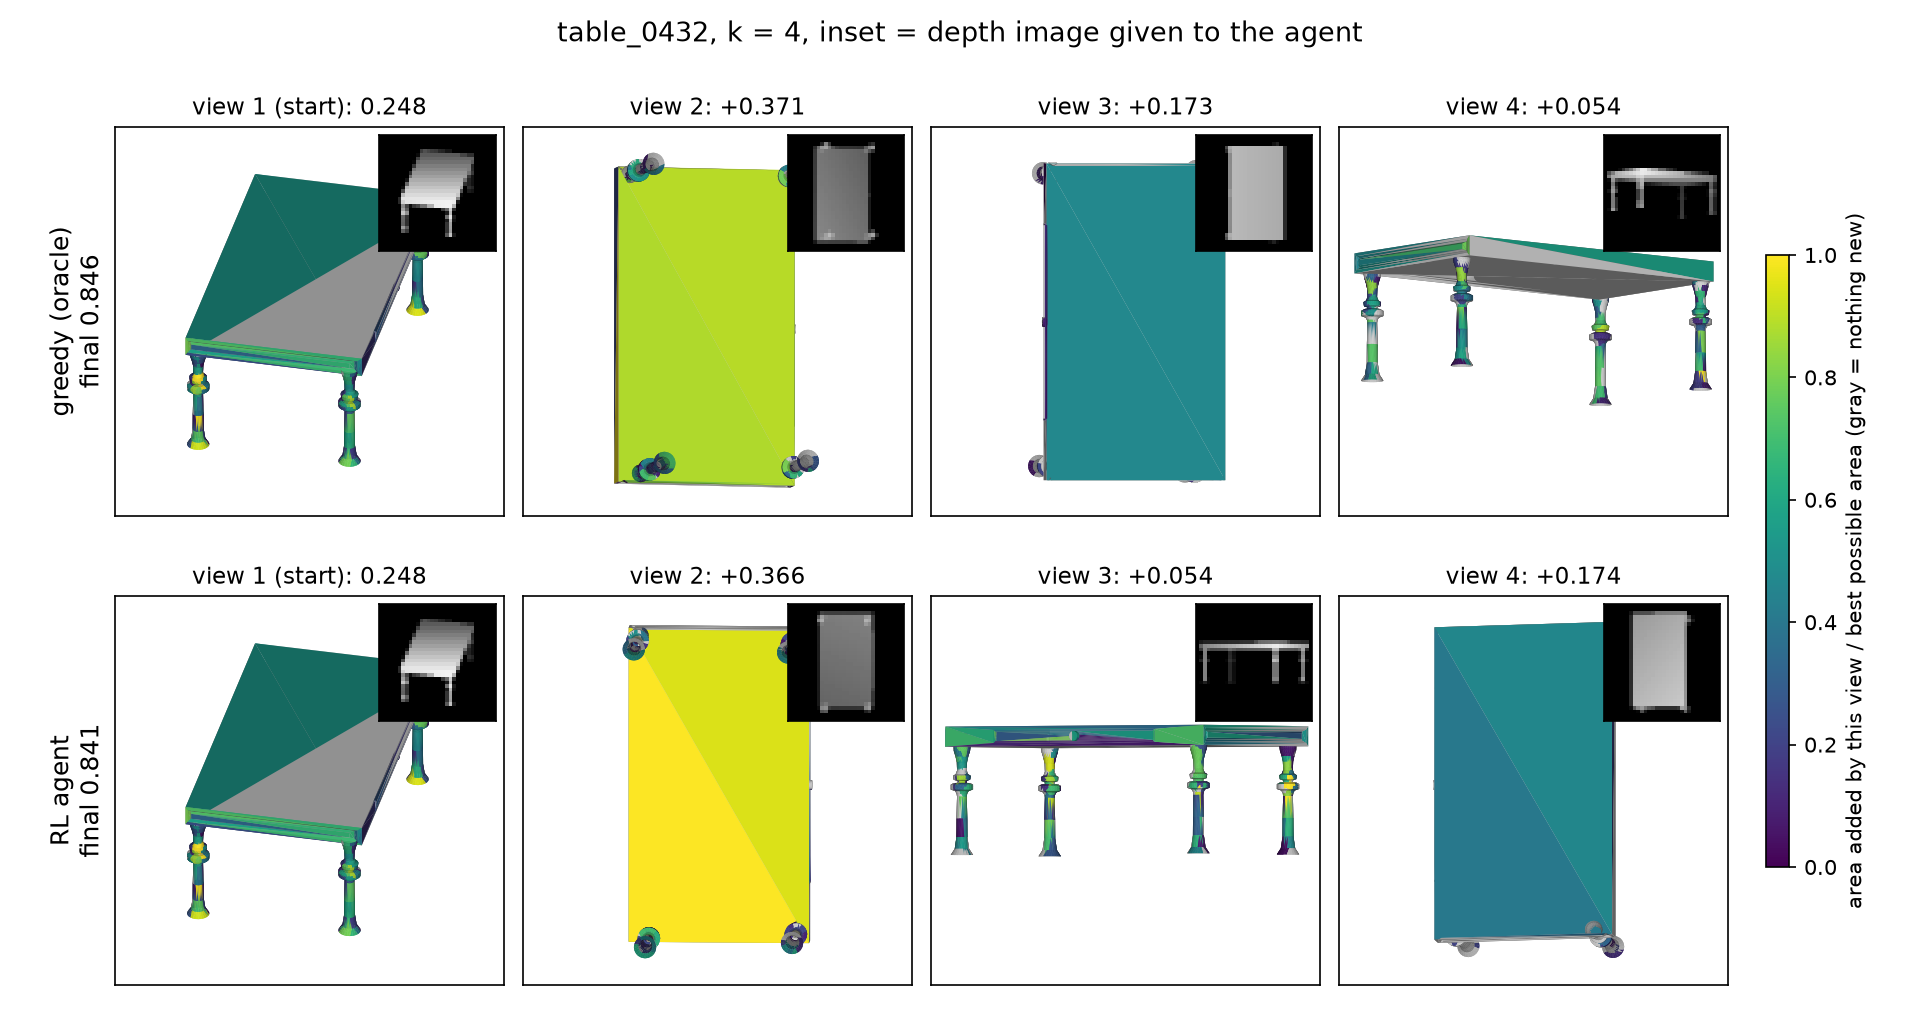 table_0432, k = 4, inset = depth image given to the agent
view 1 (start): 0.248
view 2: +0.371
view 3: +0.173
view 4: +0.054
greedy (oracle)
final 0.846
view 1 (start): 0.248
view 2: +0.366
view 3: +0.054
view 4: +0.174
RL agent
final 0.841
1.0
0.8
0.6
0.4
0.2
0.0
area added by this view / best possible area (gray = nothing new)